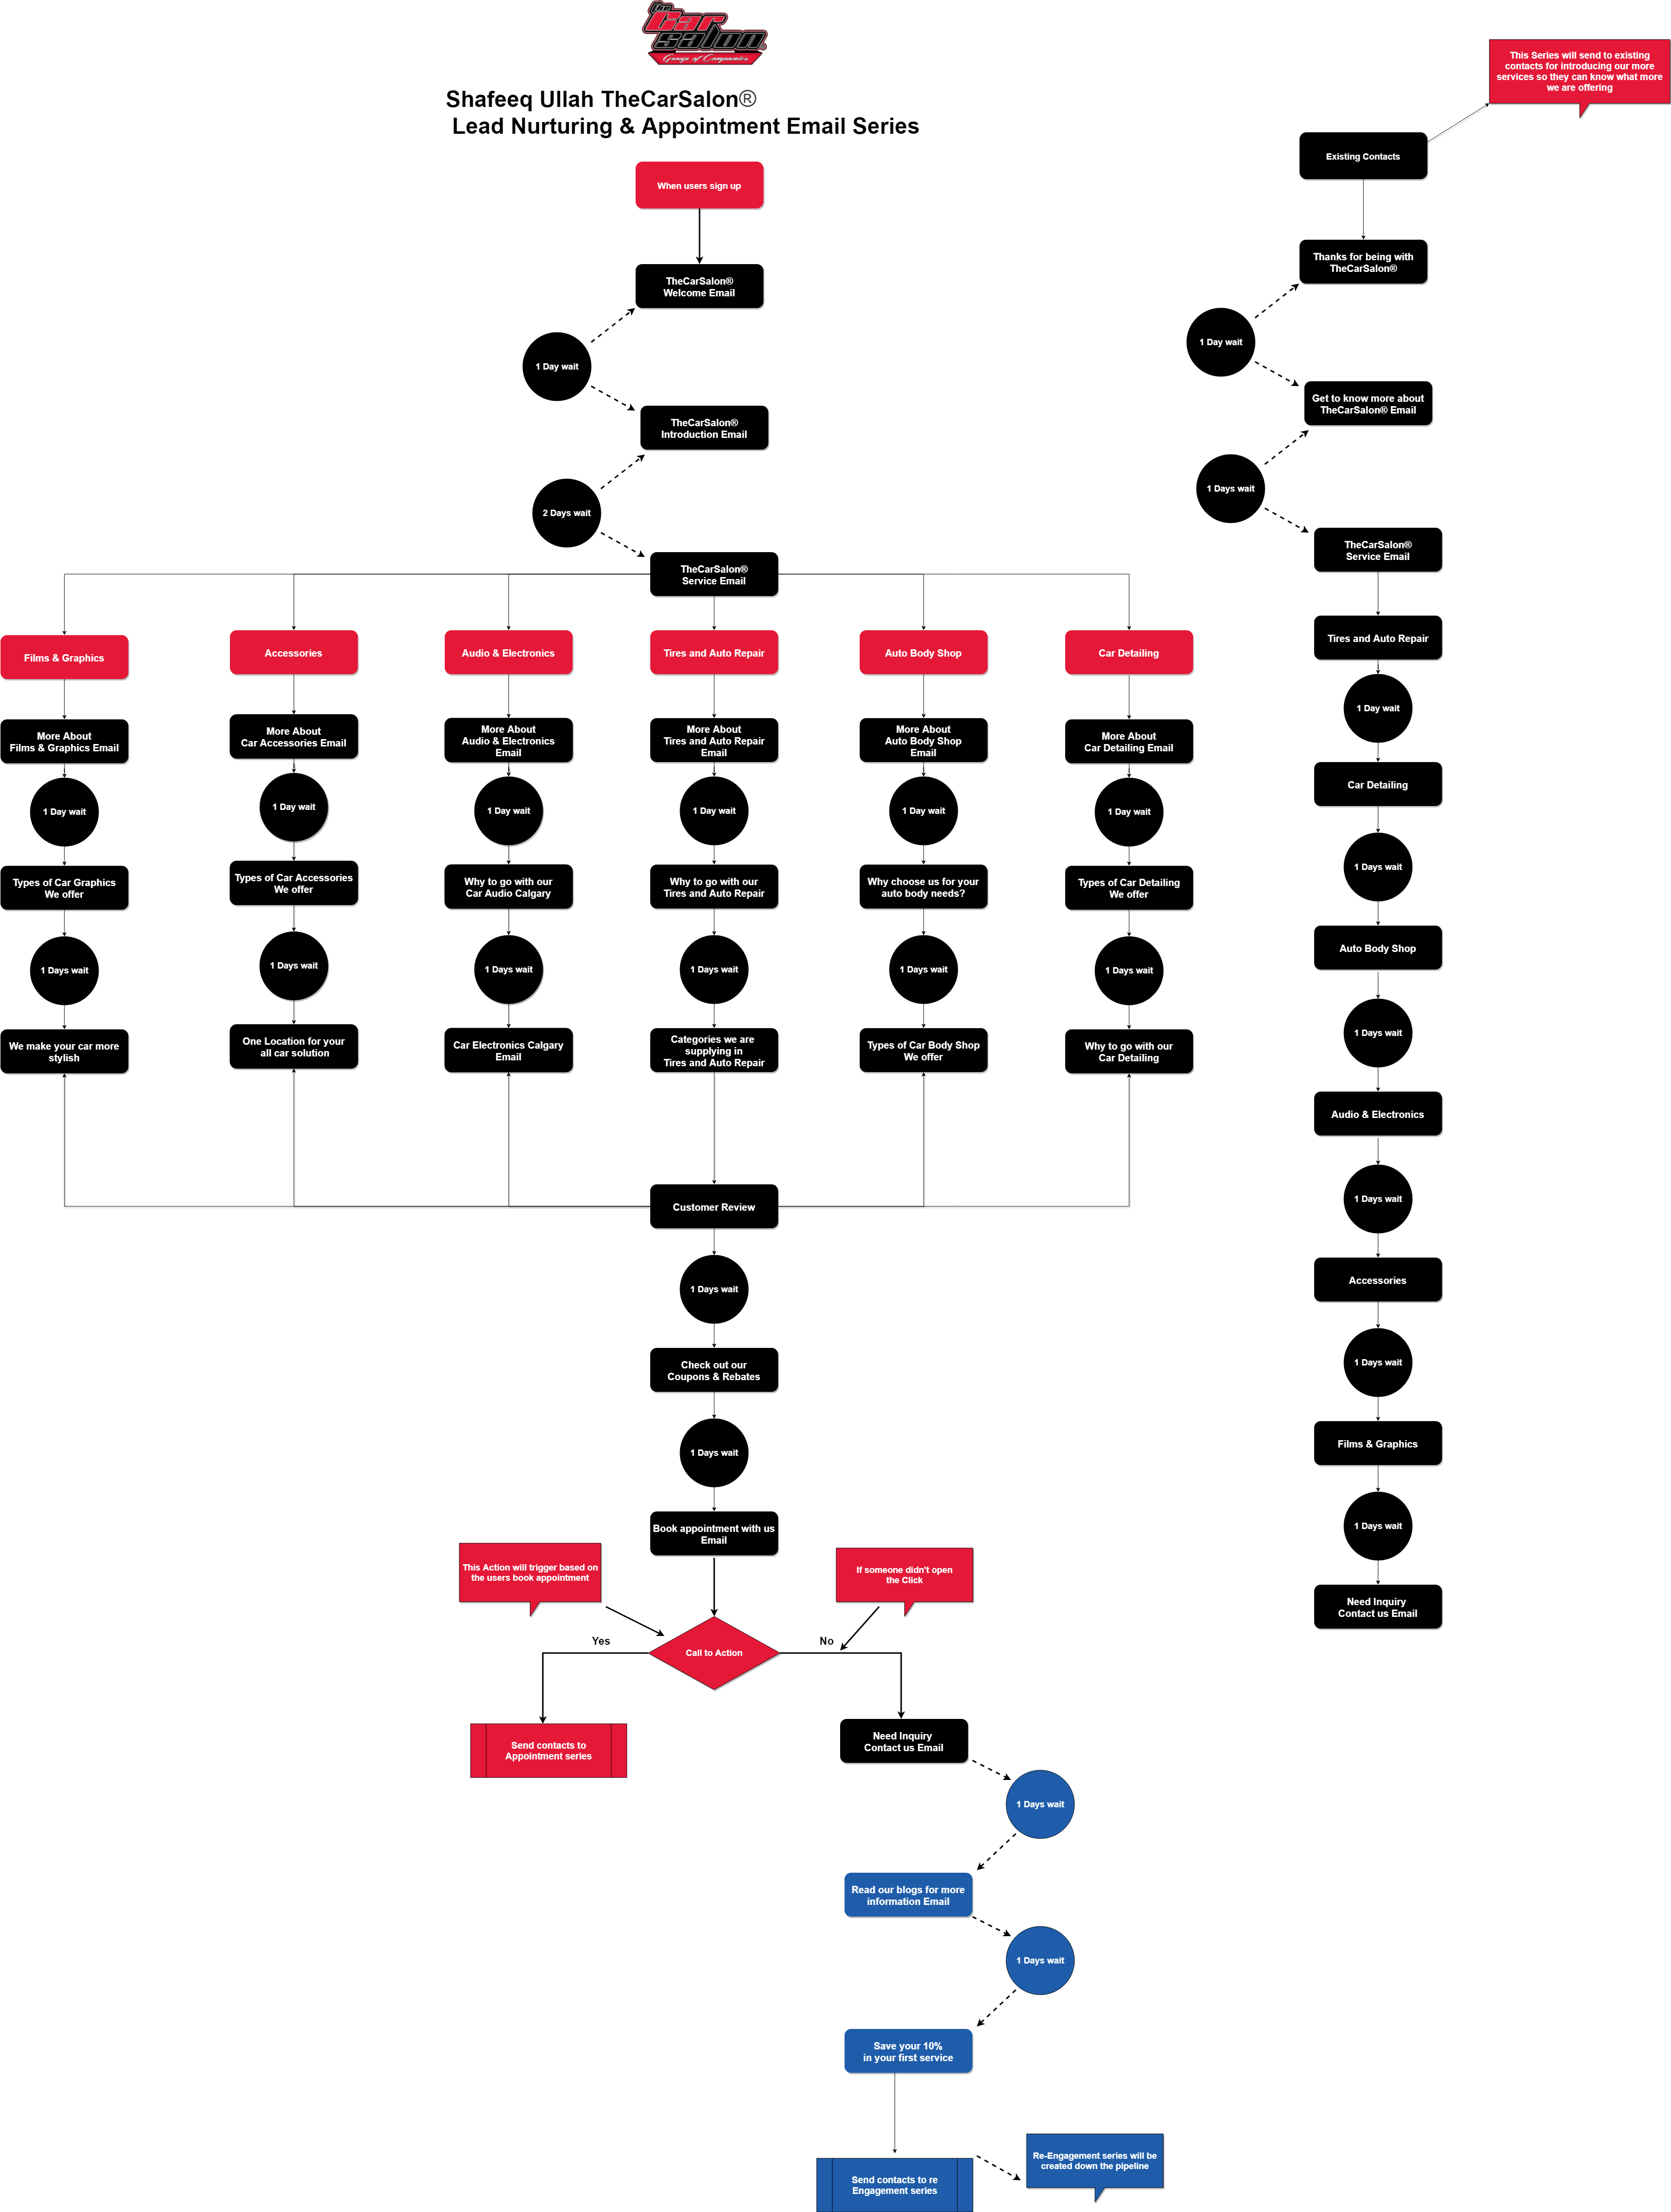 The
Car
Salon®
Group of Companies
Shafeeq Ullah TheCarSalon®
Lead Nurturing & Appointment Email Series
When users sign up
TheCarSalon®
Welcome Email
1 Day wait
TheCarSalon®
Introduction Email
2 Days wait
TheCarSalon®
Service Email
Films & Graphics
More About
Films & Graphics Email
1 Day wait
Types of Car Graphics
We offer
1 Days wait
We make your car more
stylish
Accessories
More About
Car Accessories Email
1 Day wait
Types of Car Accessories
We offer
1 Days wait
One Location for your
all car solution
Audio & Electronics
More About
Audio & Electronics
Email
1 Day wait
Why to go with our
Car Audio Calgary
1 Days wait
Car Electronics Calgary
Email
Tires and Auto Repair
More About
Tires and Auto Repair
Email
1 Day wait
Why to go with our
Tires and Auto Repair
1 Days wait
Categories we are
supplying in
Tires and Auto Repair
Auto Body Shop
More About
Auto Body Shop
Email
1 Day wait
Why choose us for your
auto body needs?
1 Days wait
Types of Car Body Shop
We offer
Car Detailing
More About
Car Detailing Email
1 Day wait
Types of Car Detailing
We offer
1 Days wait
Why to go with our
Car Detailing
Customer Review
1 Days wait
Check out our
Coupons & Rebates
1 Days wait
Book appointment with us
Email
This Action will trigger based on
the users book appointment
If someone didn't open
the Click
Yes
Call to Action
No
Send contacts to
Appointment series
Need Inquiry
Contact us Email
1 Days wait
Read our blogs for more
information Email
1 Days wait
Save your 10%
in your first service
Send contacts to re
Engagement series
Re-Engagement series will be
created down the pipeline
This Series will send to existing
contacts for introducing our more
services so they can know what more
we are offering
Existing Contacts
Thanks for being with
TheCarSalon®
1 Day wait
Get to know more about
TheCarSalon® Email
1 Days wait
TheCarSalon®
Service Email
Tires and Auto Repair
1 Day wait
Car Detailing
1 Days wait
Auto Body Shop
1 Days wait
Audio & Electronics
1 Days wait
Accessories
1 Days wait
Films & Graphics
1 Days wait
Need Inquiry
Contact us Email